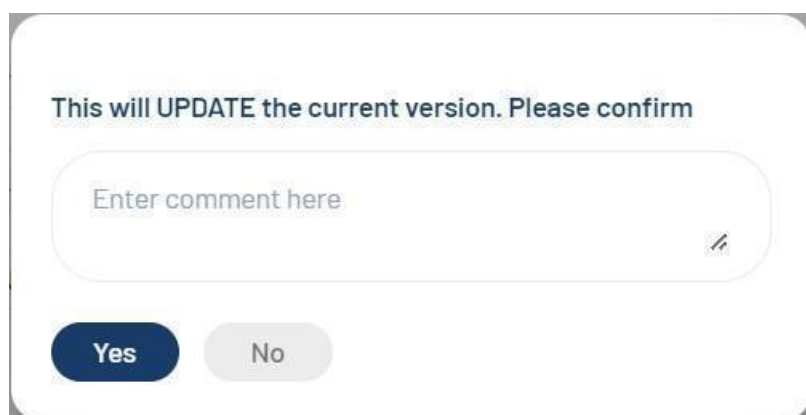 This will UPDATE the current version. Please confirm
Enter comment here
Yes No